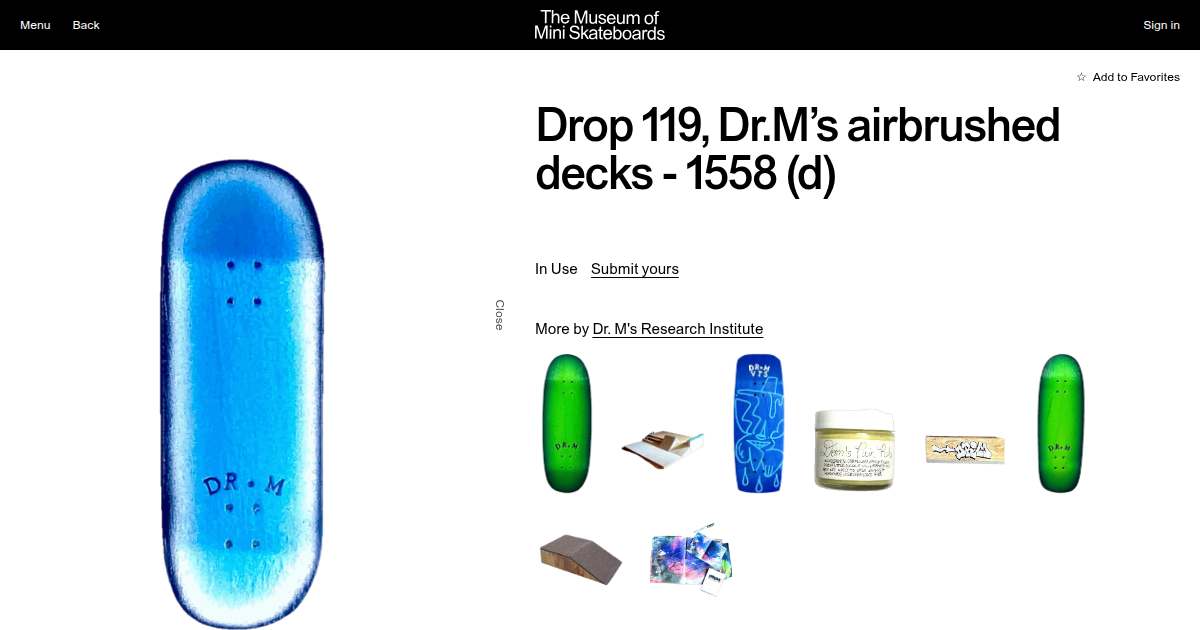 Menu
Back
The Museum of
Mini Skateboards
Sign in
☆ Add to Favorites
Drop 119, Dr.M’s airbrushed
decks - 1558 (d)
In Use
Submit yours
Close
More by Dr. M's Research Institute
DR • M
DR • M
DR•M
DR • M